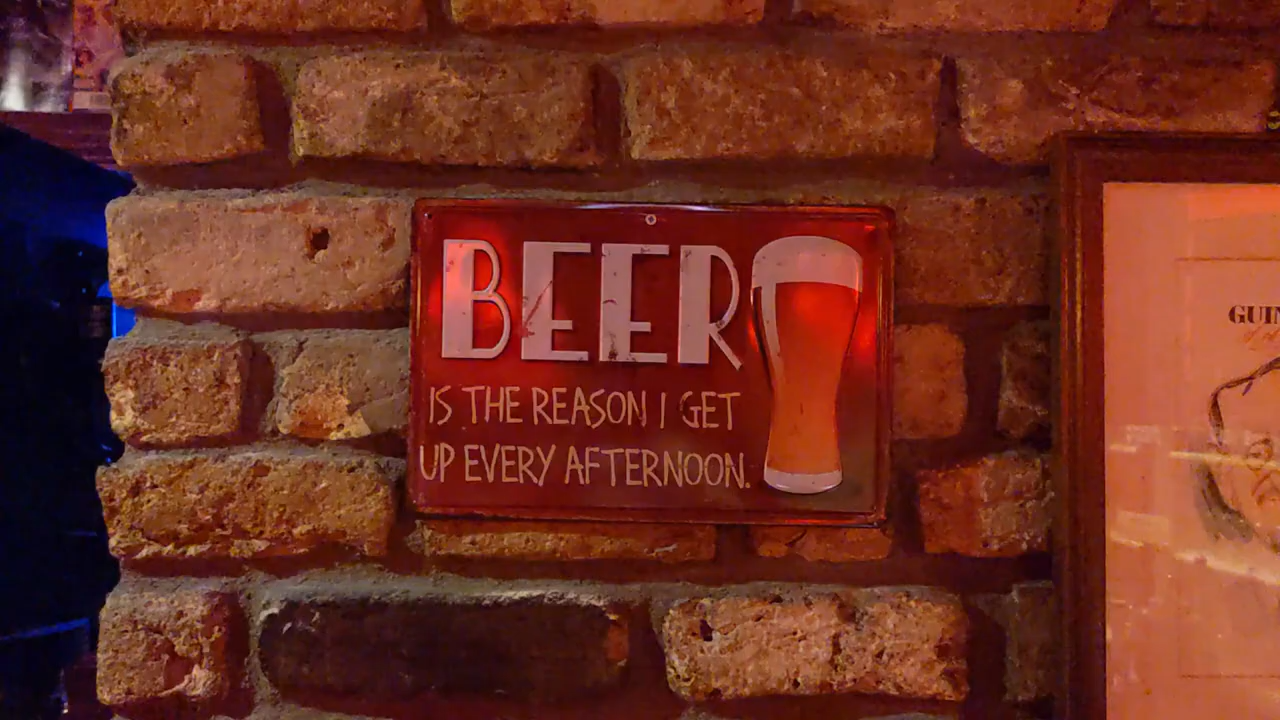 BEER
IS THE REASON I GET
UP EVERY AFTERNOON.
GUIN